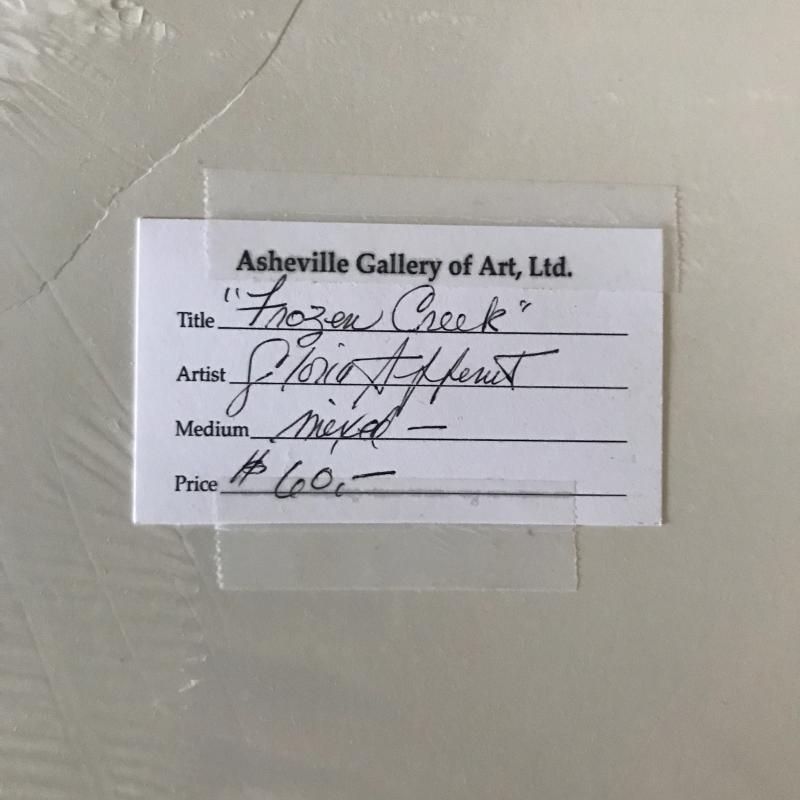 Asheville Gallery of Art, Ltd.
Title "Frozen Creek"
Artist Gloria
Medium mixed —
Price $ 60.—